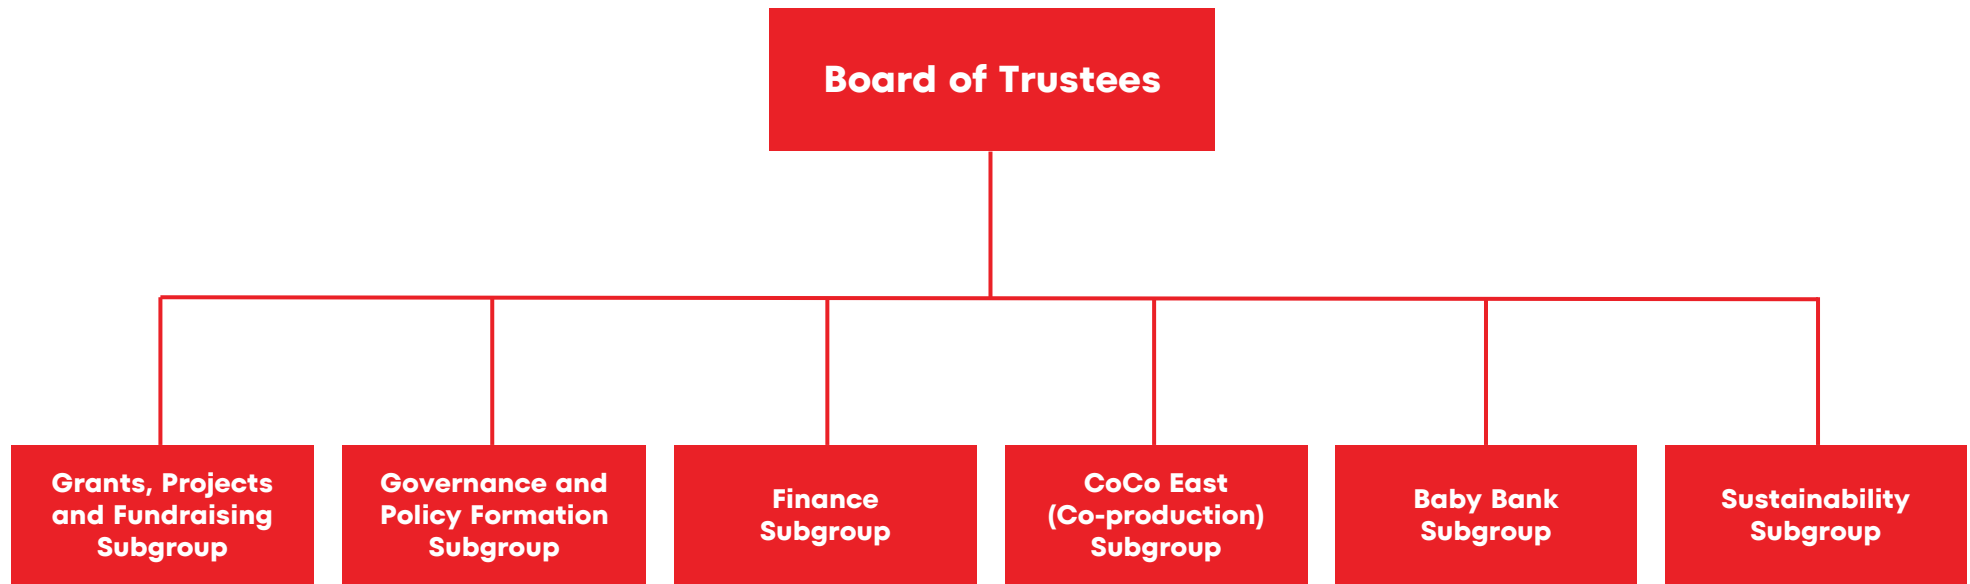 Board of Trustees
Grants, Projects
and Fundraising
Subgroup
Governance and
Policy Formation
Subgroup
Finance
Subgroup
CoCo East
(Co-production)
Subgroup
Baby Bank
Subgroup
Sustainability
Subgroup